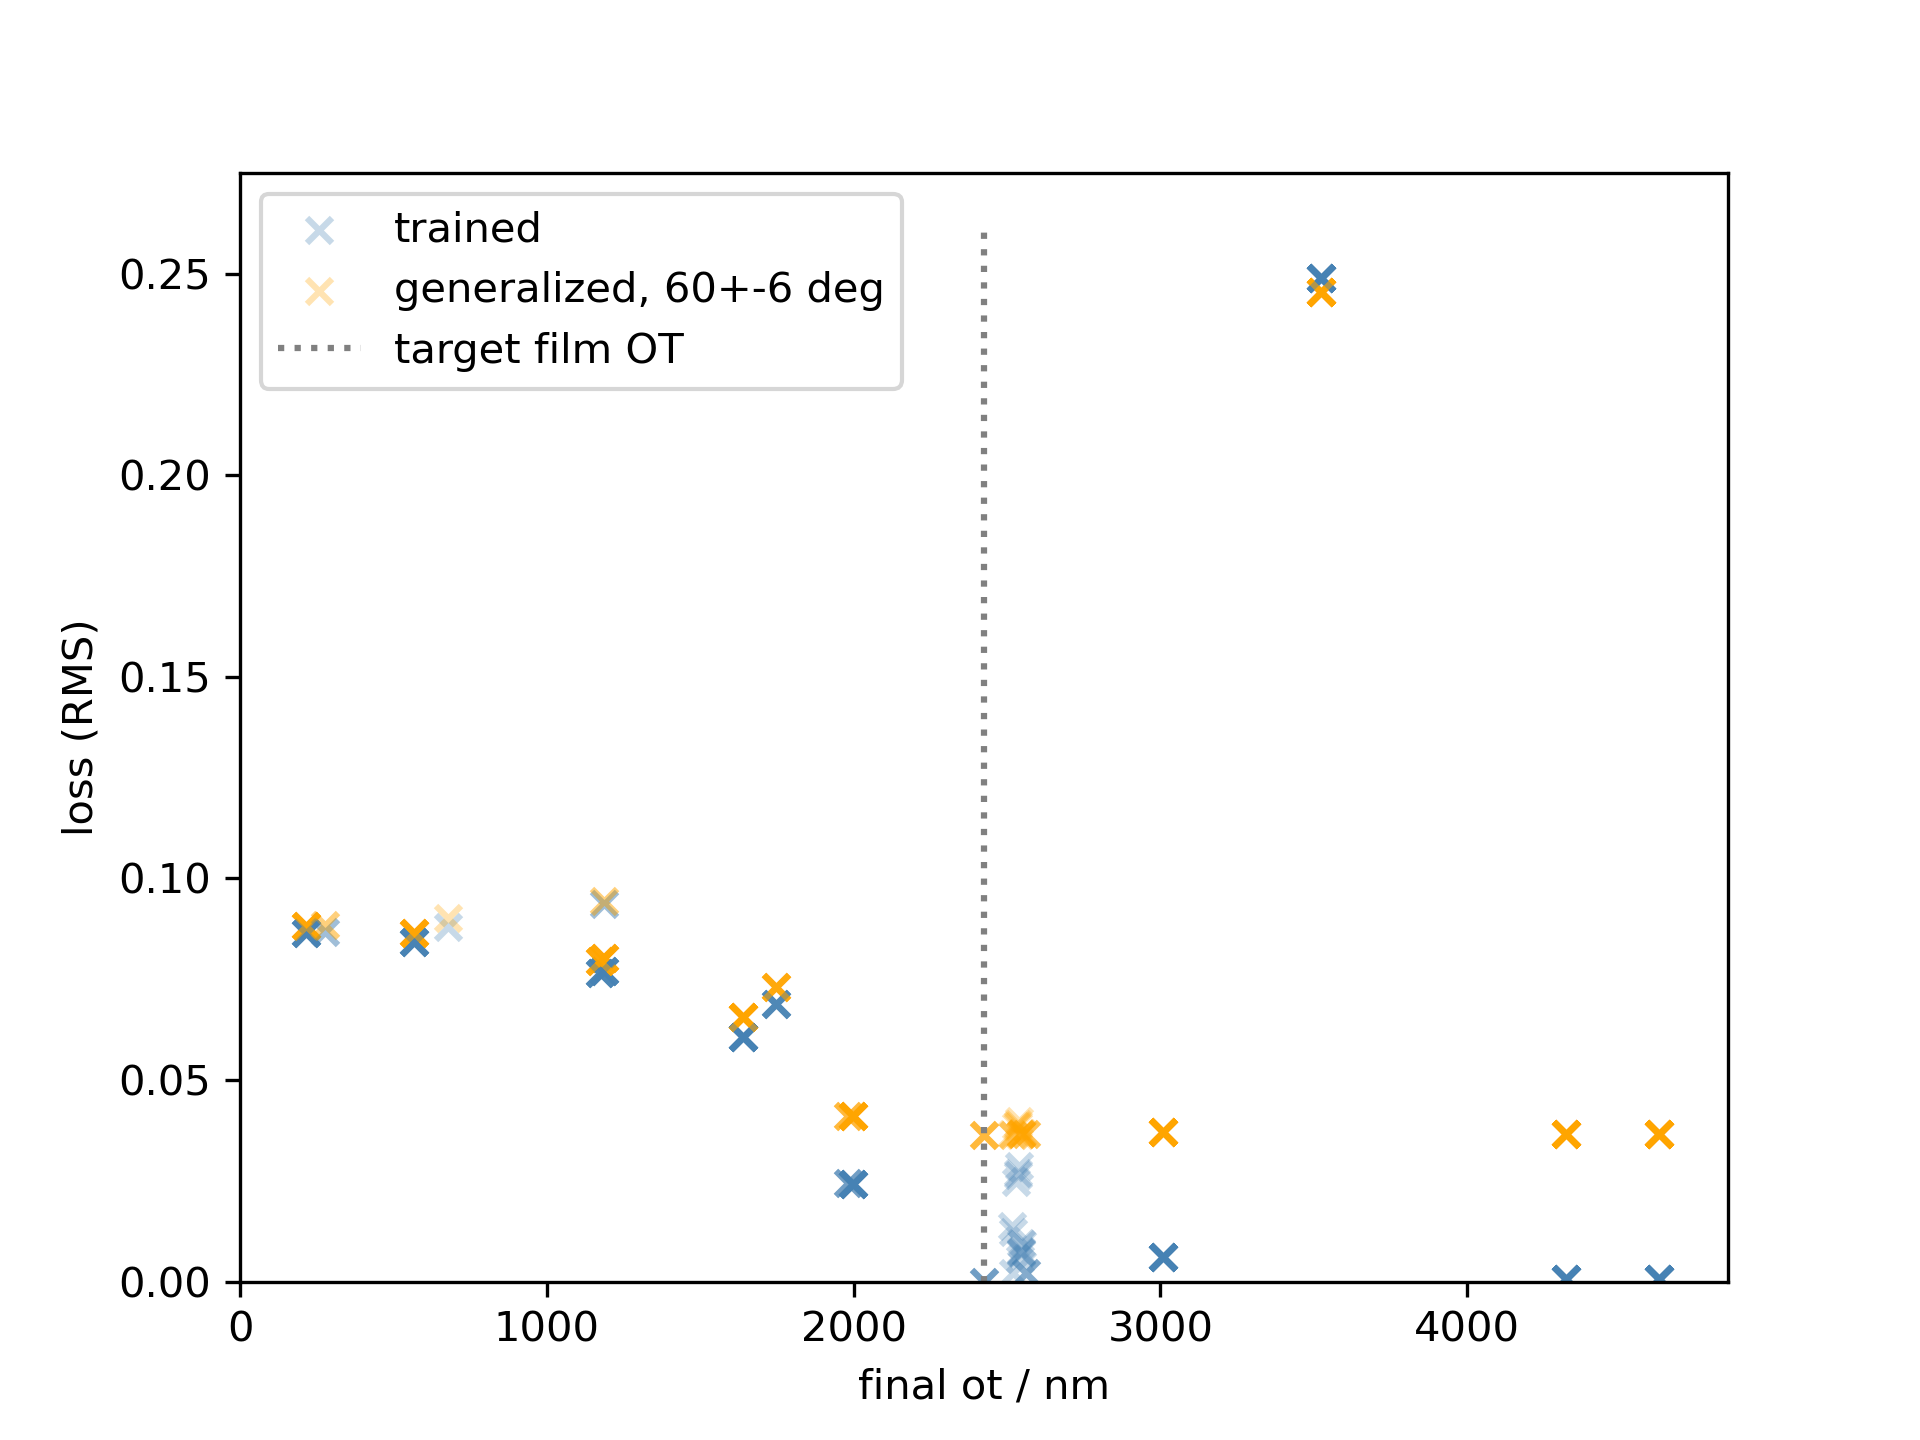 trained
generalized, 60+-6 deg
target film OT
0.25
0.20
0.15
0.10
0.05
0.00
loss (RMS)
0
1000
2000
3000
4000
final ot / nm